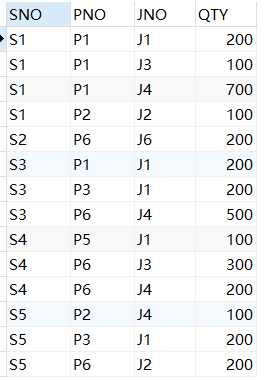 SNO PNO JNO QTY
S1 P1 J1 200
S1 P1 J3 100
S1 P1 J4 700
S1 P2 J2 100
S2 P6 J6 200
S3 P1 J1 200
S3 P3 J1 200
S3 P6 J4 500
S4 P5 J1 100
S4 P6 J3 300
S4 P6 J4 200
S5 P2 J4 100
S5 P3 J1 200
S5 P6 J2 200